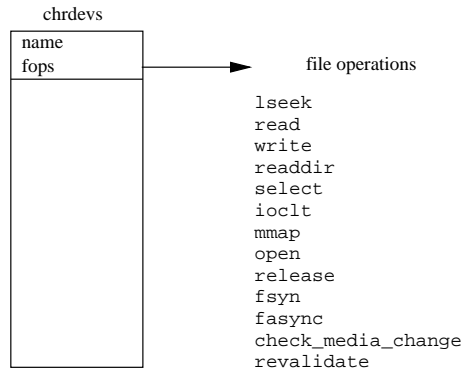 chrdevs
name
fops
file operations
lseek
read
write
readdir
select
ioclt
mmap
open
release
fsyn
fasync
check_media_change
revalidate